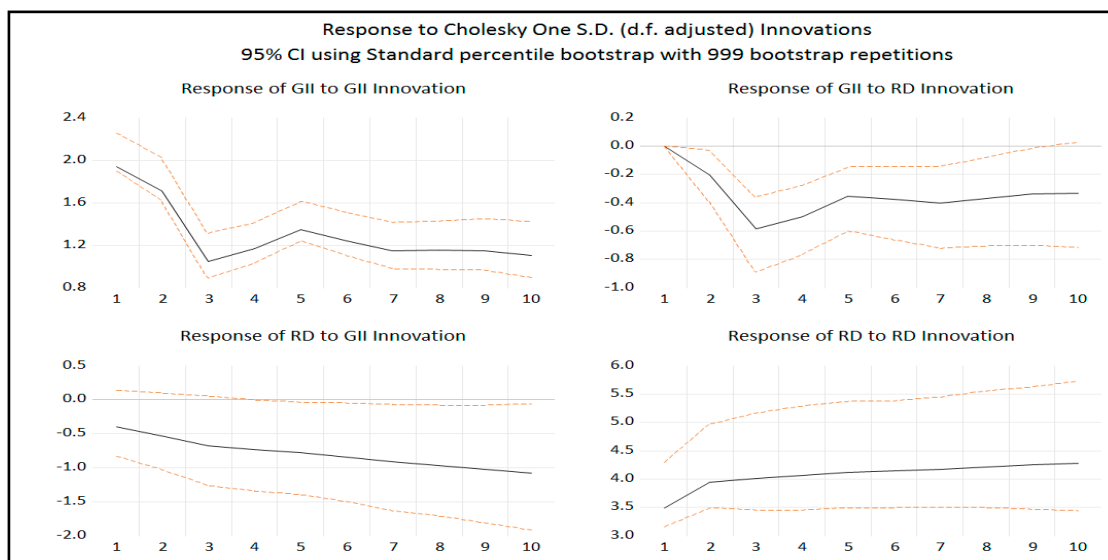 Response to Cholesky One S.D. (d.f. adjusted) Innovations
95% CI using Standard percentile bootstrap with 999 bootstrap repetitions
Response of GII to GII Innovation
2.4
2.0
1.6
1.2
0.8
1 2 3 4 5 6 7 8 9 10
Response of GII to RD Innovation
0.2
0.0
-0.2
-0.4
-0.6
-0.8
-1.0
1 2 3 4 5 6 7 8 9 10
Response of RD to GII Innovation
0.5
0.0
-0.5
-1.0
-1.5
-2.0
1 2 3 4 5 6 7 8 9 10
Response of RD to RD Innovation
6.0
5.5
5.0
4.5
4.0
3.5
3.0
1 2 3 4 5 6 7 8 9 10